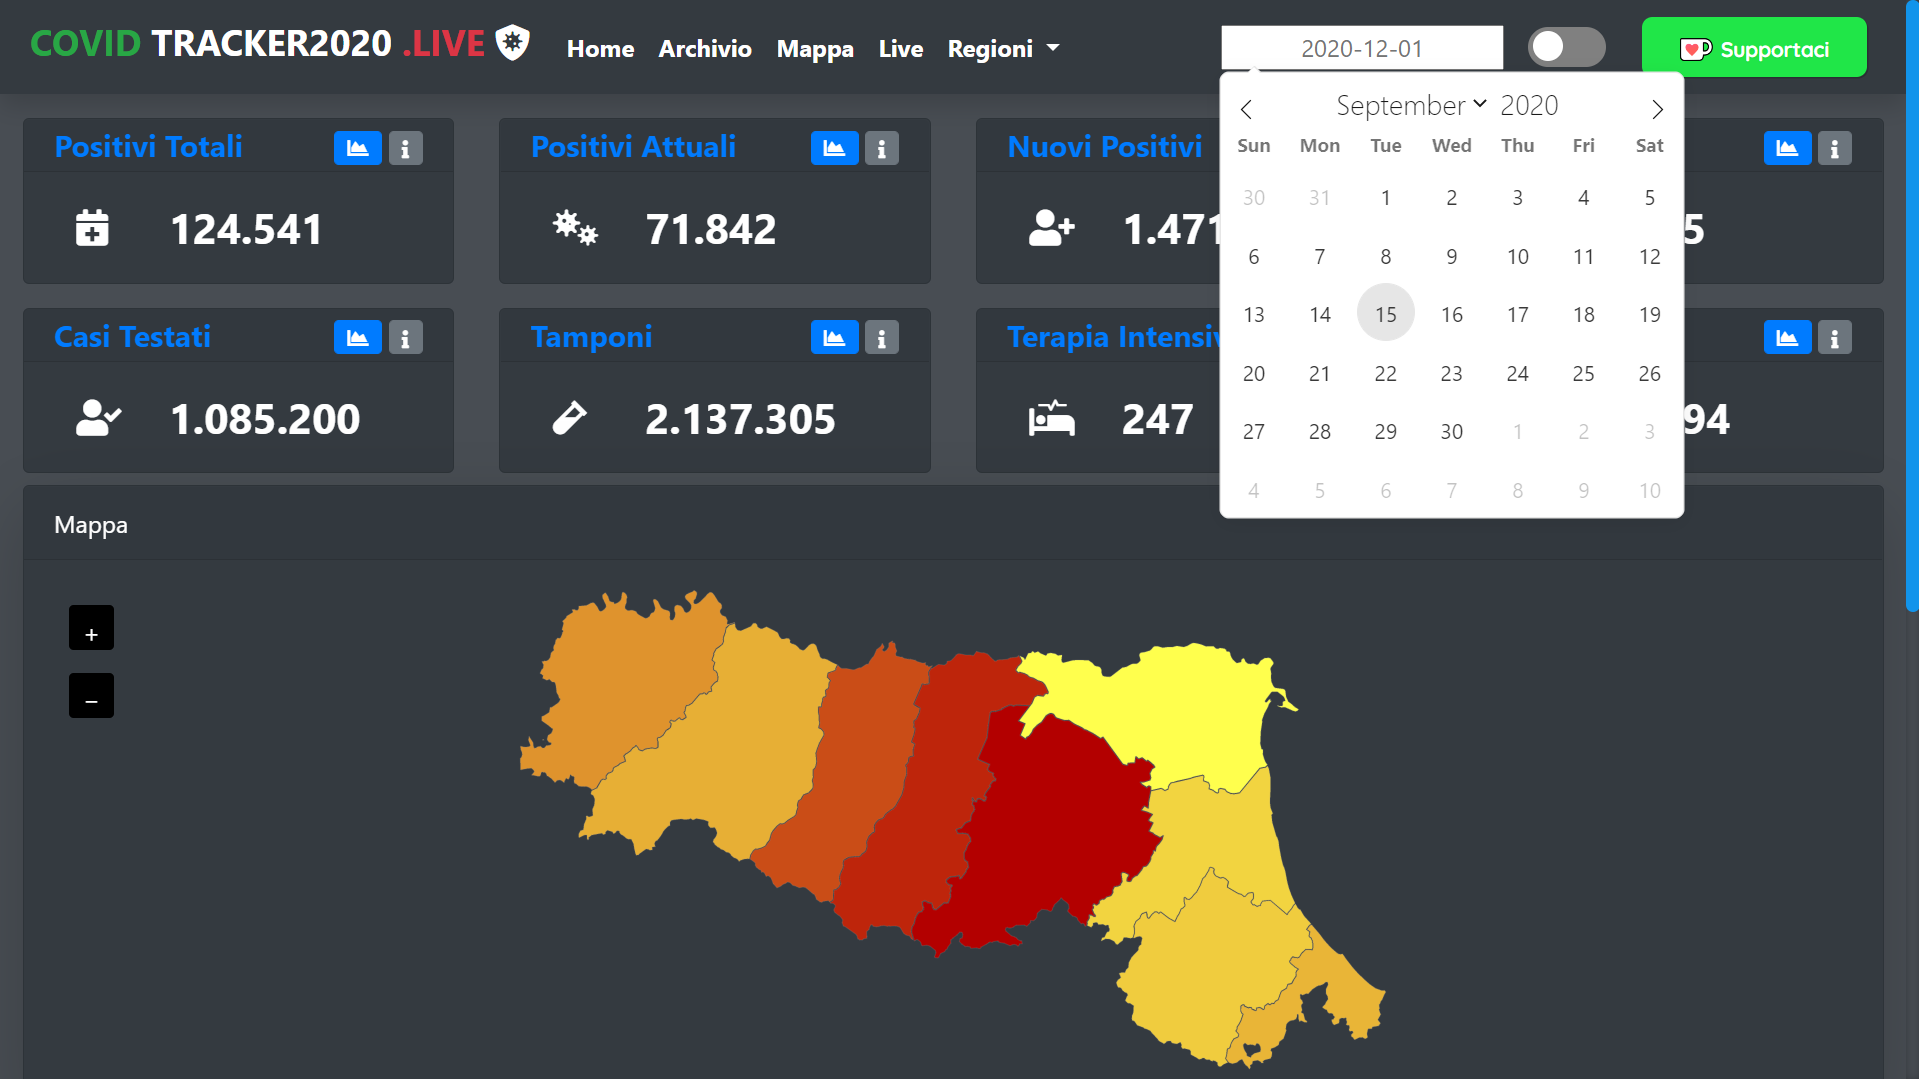 COVID TRACKER2020 .LIVE
Home Archivio Mappa Live Regioni
2020-12-01
Supportaci
September 2020
Sun Mon Tue Wed Thu Fri Sat
30 31 1 2 3 4 5
6 7 8 9 10 11 12
13 14 15 16 17 18 19
20 21 22 23 24 25 26
27 28 29 30 1 2 3
4 5 6 7 8 9 10
Positivi Totali
124.541
Positivi Attuali
71.842
Nuovi Positivi
1.471
5
Casi Testati
1.085.200
Tamponi
2.137.305
Terapia Intensiv
247
94
Mappa
+
−